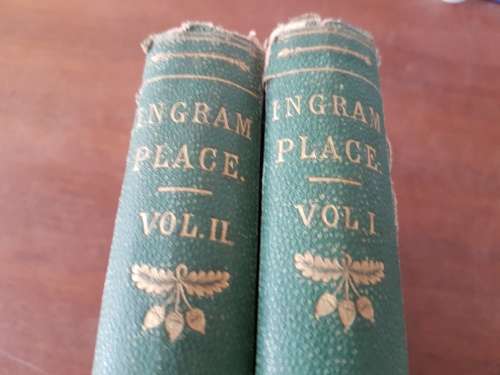 INGRAM
PLACE.
VOL. II.
INGRAM
PLACE.
VOL. I